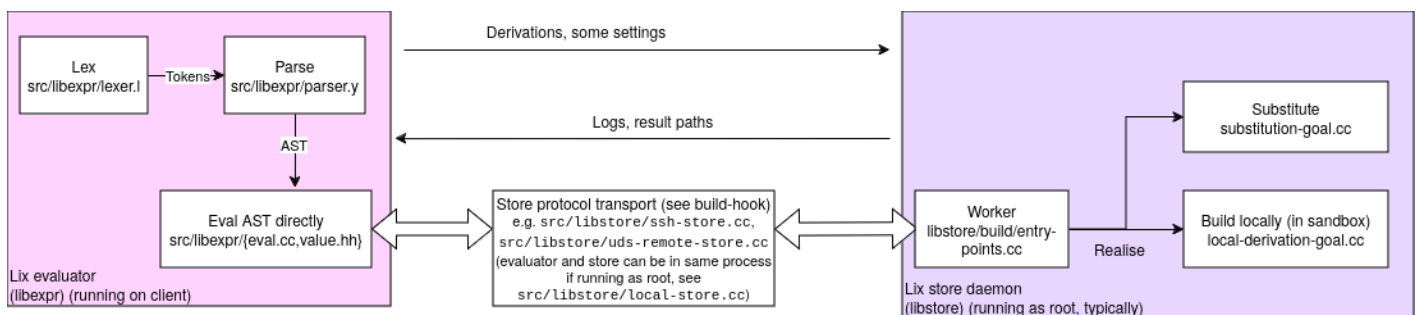 Lex
src/libexpr/lexer.l
Tokens
Parse
src/libexpr/parser.y
AST
Eval AST directly
src/libexpr/{eval.cc,value.hh}
Lix evaluator
(libexpr) (running on client)
Derivations, some settings
Logs, result paths
Store protocol transport (see build-hook)
e.g. src/libstore/ssh-store.cc,
src/libstore/uds-remote-store.cc
(evaluator and store can be in same process
if running as root, see
src/libstore/local-store.cc)
Worker
libstore/build/entry-
points.cc
Realise
Substitute
substitution-goal.cc
Build locally (in sandbox)
local-derivation-goal.cc
Lix store daemon
(libstore) (running as root, typically)